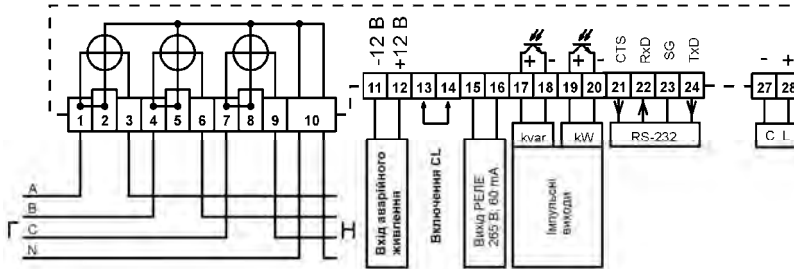 -12 В
+12 В
+ -
+ -
CTS
RxD
SG
TxD
- +
1 2 3 4 5 6 7 8 9 10
11 12 13 14 15 16 17 18 19 20 21 22 23 24
27 28
kvar
kW
RS-232
C L
Вхід аварійного
живлення
Включення CL
Вихід РЕЛЕ
265 В, 60 mA
Імпульсні
виходи
A
B
Г
C
Н
N